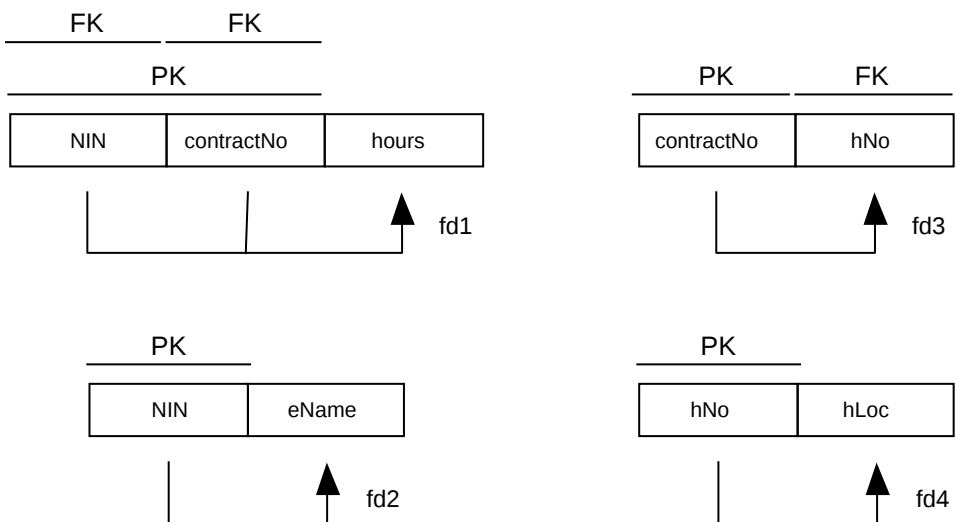 FK FK
PK
NIN contractNo hours
fd1
PK FK
contractNo hNo
fd3
PK
NIN eName
fd2
PK
hNo hLoc
fd4